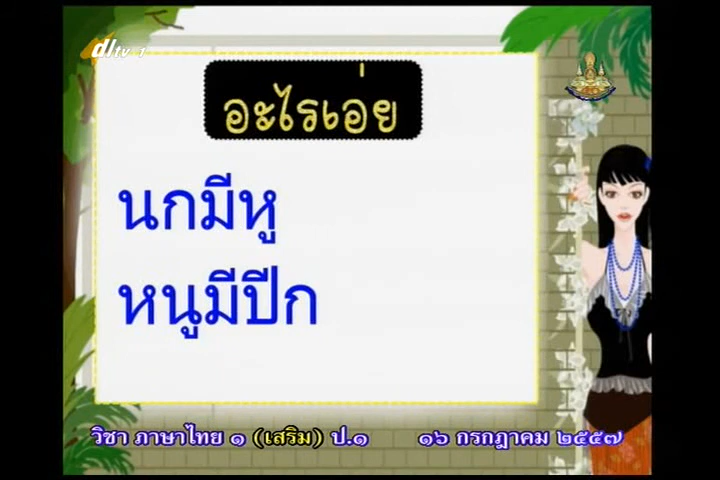 dltv 1
อะไรเอ่ย
นกมีหู
หนูมีปีก
วิชา ภาษาไทย ๑ (เสริม) ป.๑ ๑๖ กรกฎาคม ๒๕๕๗